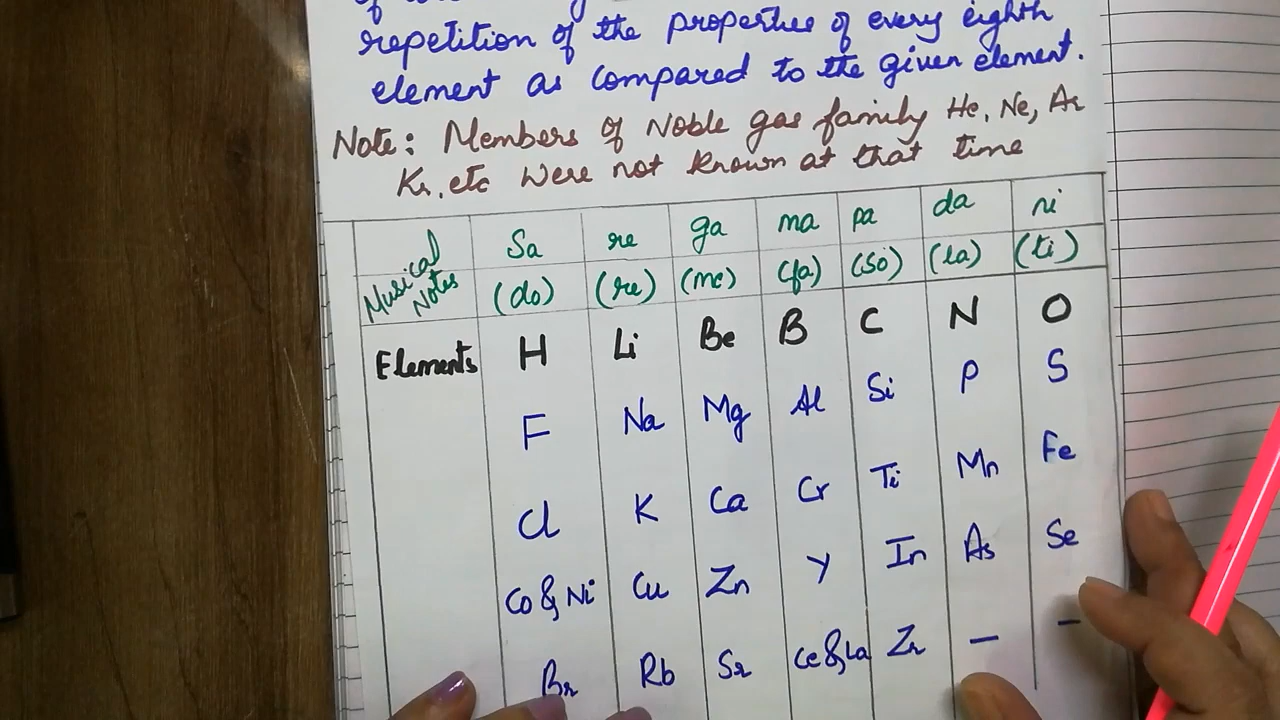 repetition of the properties of every eighth
element as compared to the given element.
Note: Members of Noble gas family He, Ne, Ar
Kr, etc were not known at that time
Musical Notes Sa re ga ma pa da ni
(do) (re) (me) (fa) (so) (la) (ti)
Elements H Li Be B C N O
F Na Mg Al Si P S
Cl K Ca Cr Ti Mn Fe
Co & Ni Cu Zn Y In As Se
Br Rb Sr Ce & La Zr — —